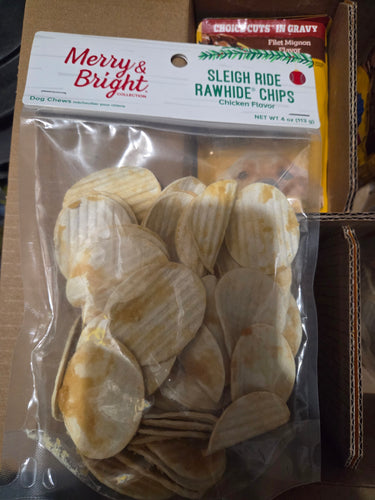 CHOICE CUTS IN GRAVY
Filet Mignon
Flavor
Merry &
Bright
COLLECTION
Dog Chews
SLEIGH RIDE
RAWHIDE CHIPS
Chicken Flavor
NET WT 4 oz (113 g)